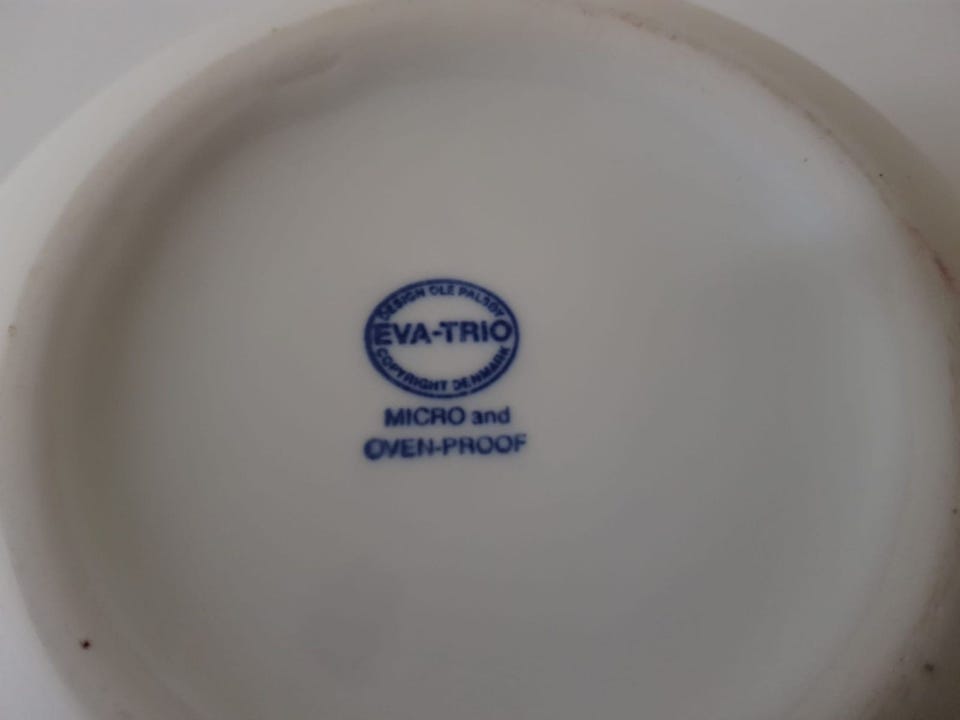 DESIGN OLE PALSBY
EVA-TRIO
COPYRIGHT DENMARK
MICRO and
OVEN-PROOF